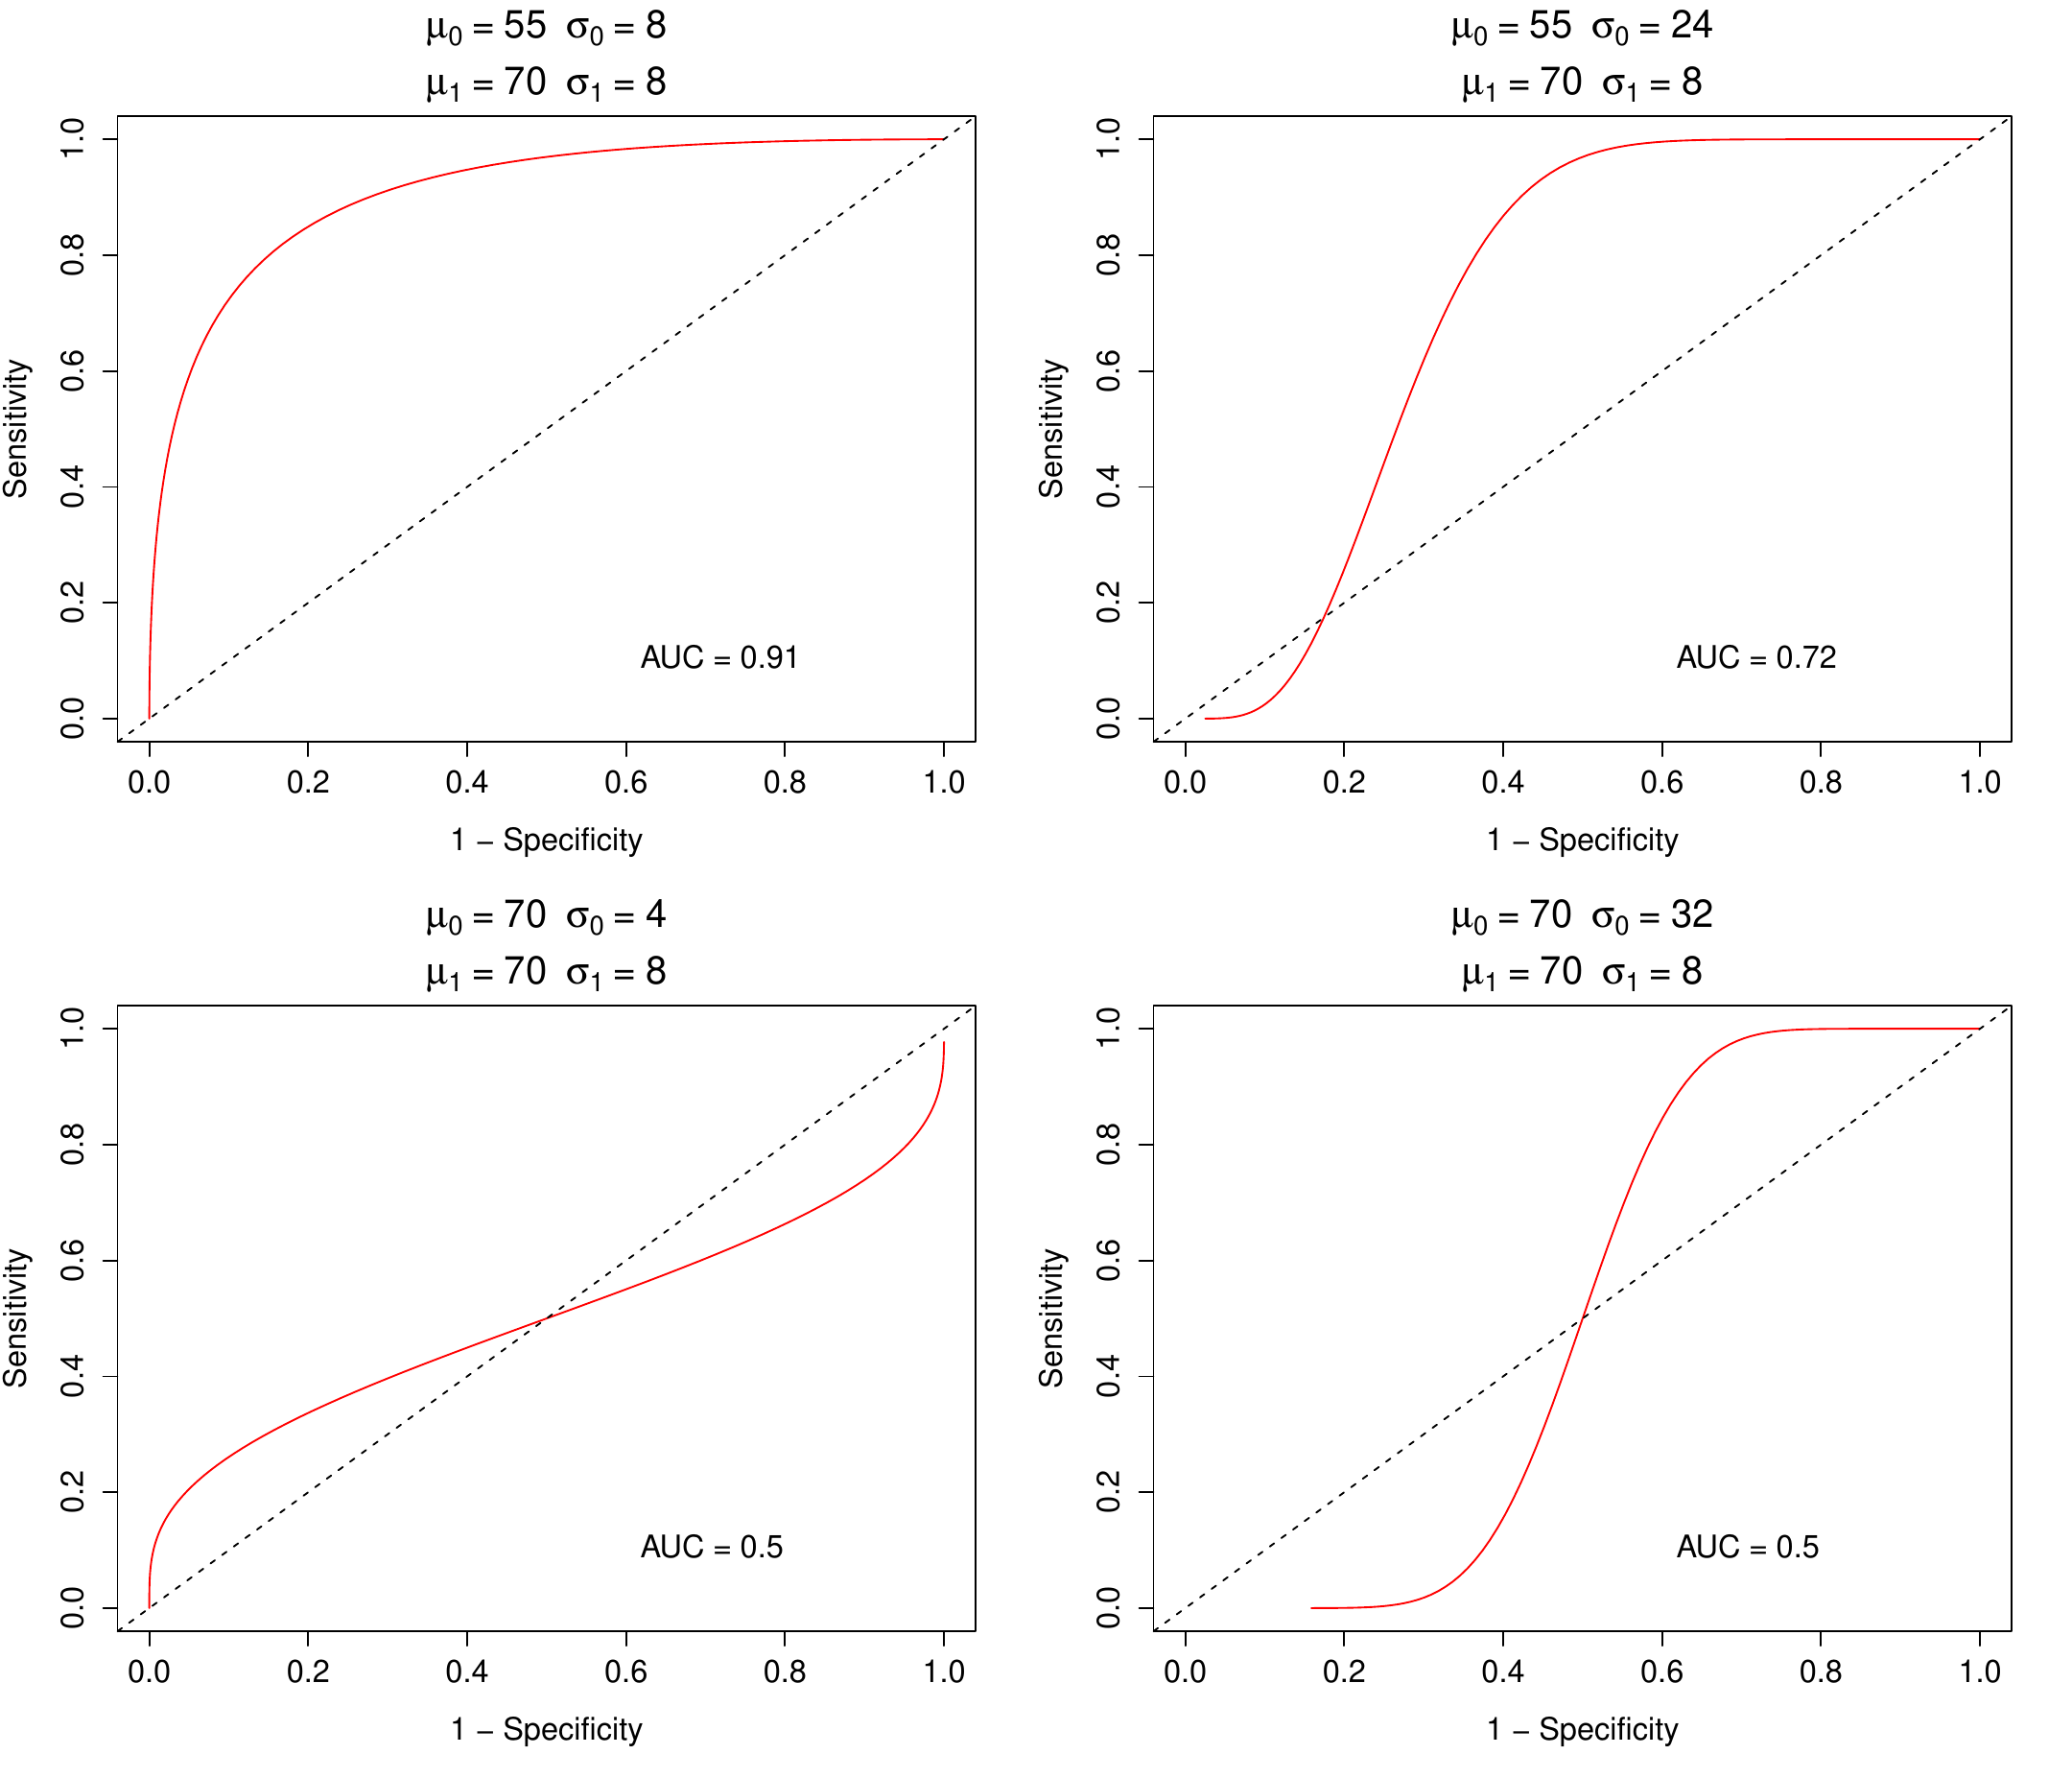 μ0 = 55 σ0 = 8
μ1 = 70 σ1 = 8
Sensitivity
1.0
0.8
0.6
0.4
0.2
0.0
AUC = 0.91
0.0 0.2 0.4 0.6 0.8 1.0
1 − Specificity
μ0 = 55 σ0 = 24
μ1 = 70 σ1 = 8
Sensitivity
1.0
0.8
0.6
0.4
0.2
0.0
AUC = 0.72
0.0 0.2 0.4 0.6 0.8 1.0
1 − Specificity
μ0 = 70 σ0 = 4
μ1 = 70 σ1 = 8
Sensitivity
1.0
0.8
0.6
0.4
0.2
0.0
AUC = 0.5
0.0 0.2 0.4 0.6 0.8 1.0
1 − Specificity
μ0 = 70 σ0 = 32
μ1 = 70 σ1 = 8
Sensitivity
1.0
0.8
0.6
0.4
0.2
0.0
AUC = 0.5
0.0 0.2 0.4 0.6 0.8 1.0
1 − Specificity